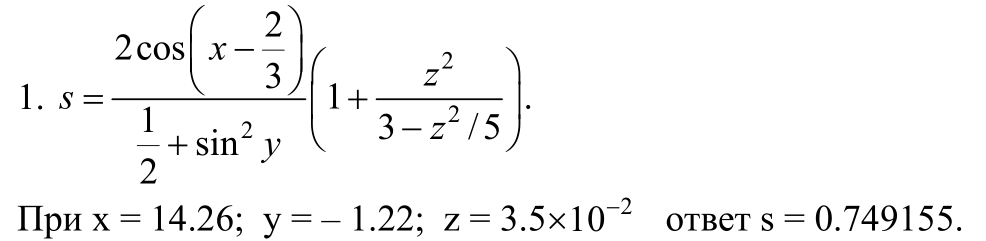 1. s = 2cos(x − 2/3) / (1/2 + sin² y) (1 + z² / (3 − z² / 5)).
При x = 14.26; y = – 1.22; z = 3.5×10⁻² ответ s = 0.749155.